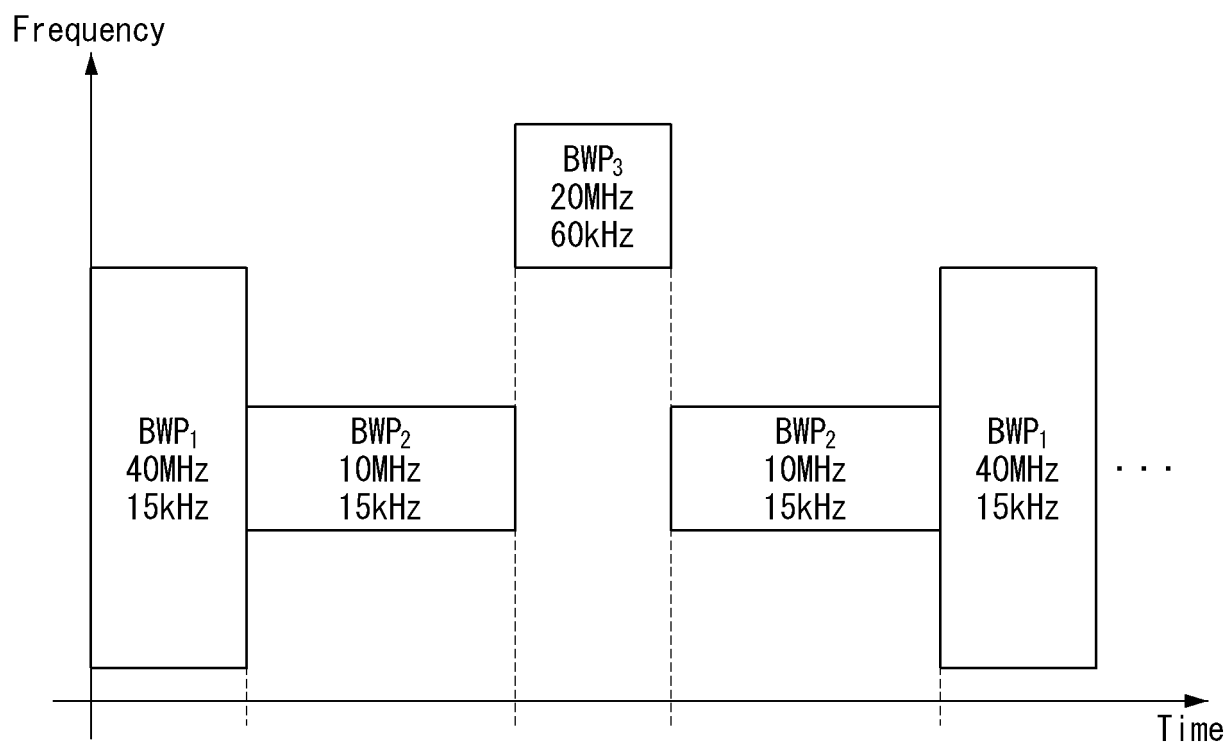 Frequency
BWP₃
20MHz
60kHz
BWP₁
40MHz
15kHz
BWP₂
10MHz
15kHz
BWP₂
10MHz
15kHz
BWP₁
40MHz
15kHz
...
Time